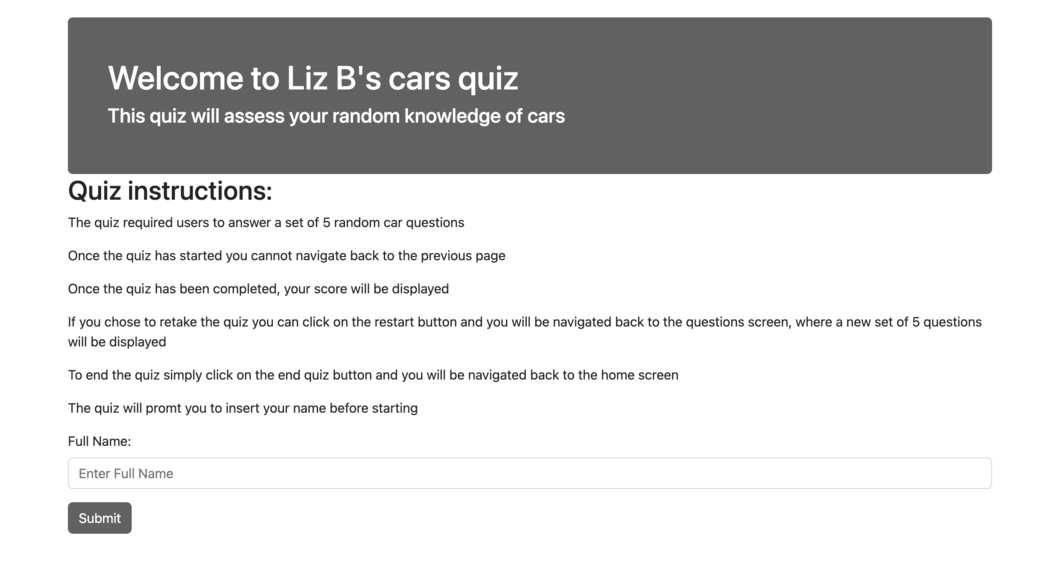 Welcome to Liz B's cars quiz
This quiz will assess your random knowledge of cars
Quiz instructions:
The quiz required users to answer a set of 5 random car questions
Once the quiz has started you cannot navigate back to the previous page
Once the quiz has been completed, your score will be displayed
If you chose to retake the quiz you can click on the restart button and you will be navigated back to the questions screen, where a new set of 5 questions
will be displayed
To end the quiz simply click on the end quiz button and you will be navigated back to the home screen
The quiz will promt you to insert your name before starting
Full Name:
Enter Full Name
Submit